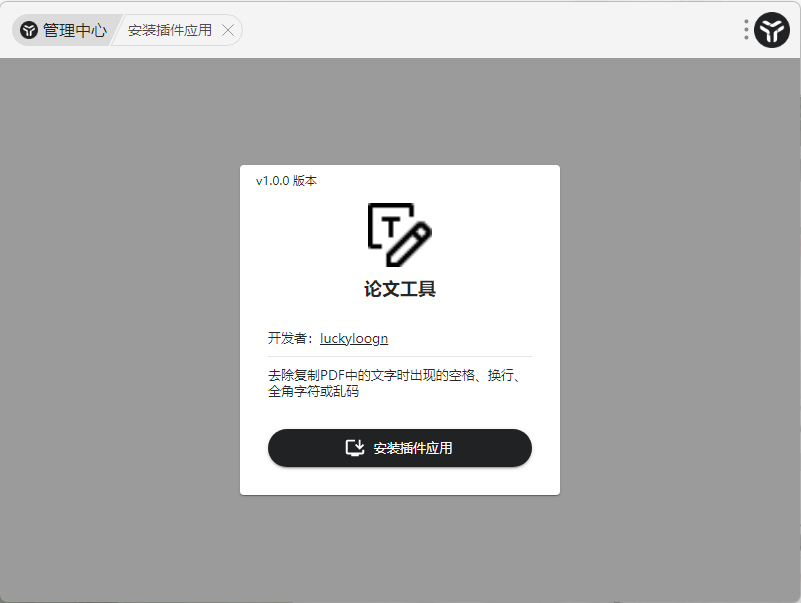 管理中心
安装插件应用
v1.0.0 版本
T
论文工具
开发者：luckyloogn
去除复制PDF中的文字时出现的空格、换行、
全角字符或乱码
安装插件应用